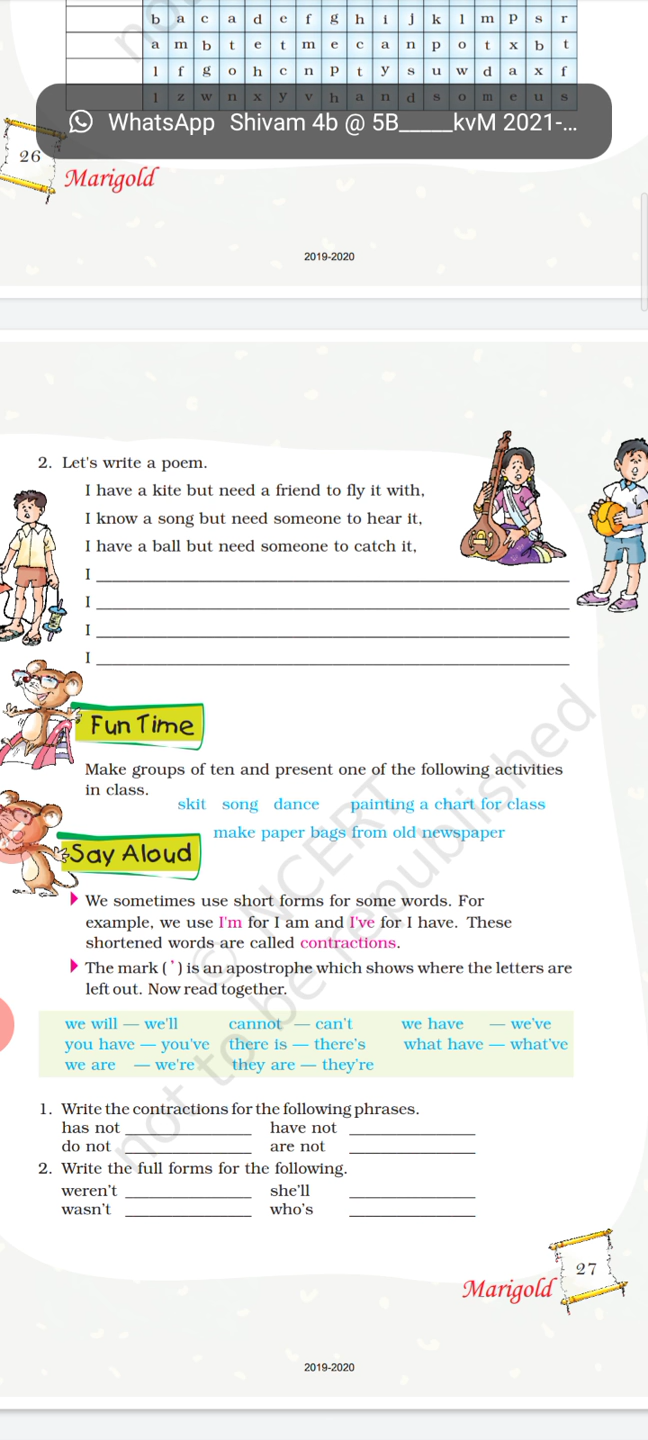 b a c a d e f g h i j k l m p s r
a m b t e t m e c a n p o t x b t
l f g o h c n p t y s u w d a x f
l z w n x y v h a n d s o m e u s
WhatsApp Shivam 4b @ 5B_____kvM 2021-...
26
Marigold
2019-2020
2. Let's write a poem.
I have a kite but need a friend to fly it with,
I know a song but need someone to hear it,
I have a ball but need someone to catch it,
I
I
I
I
Fun Time
Make groups of ten and present one of the following activities
in class.
skit song dance painting a chart for class
make paper bags from old newspaper
Say Aloud
We sometimes use short forms for some words. For
example, we use I'm for I am and I've for I have. These
shortened words are called contractions.
The mark ( ' ) is an apostrophe which shows where the letters are
left out. Now read together.
we will — we'll cannot — can't we have — we've
you have — you've there is — there's what have — what've
we are — we're they are — they're
1. Write the contractions for the following phrases.
has not ____________ have not ____________
do not ____________ are not ____________
2. Write the full forms for the following.
weren't ____________ she'll ____________
wasn't ____________ who's ____________
27
Marigold
2019-2020
© NCERT
not to be republished